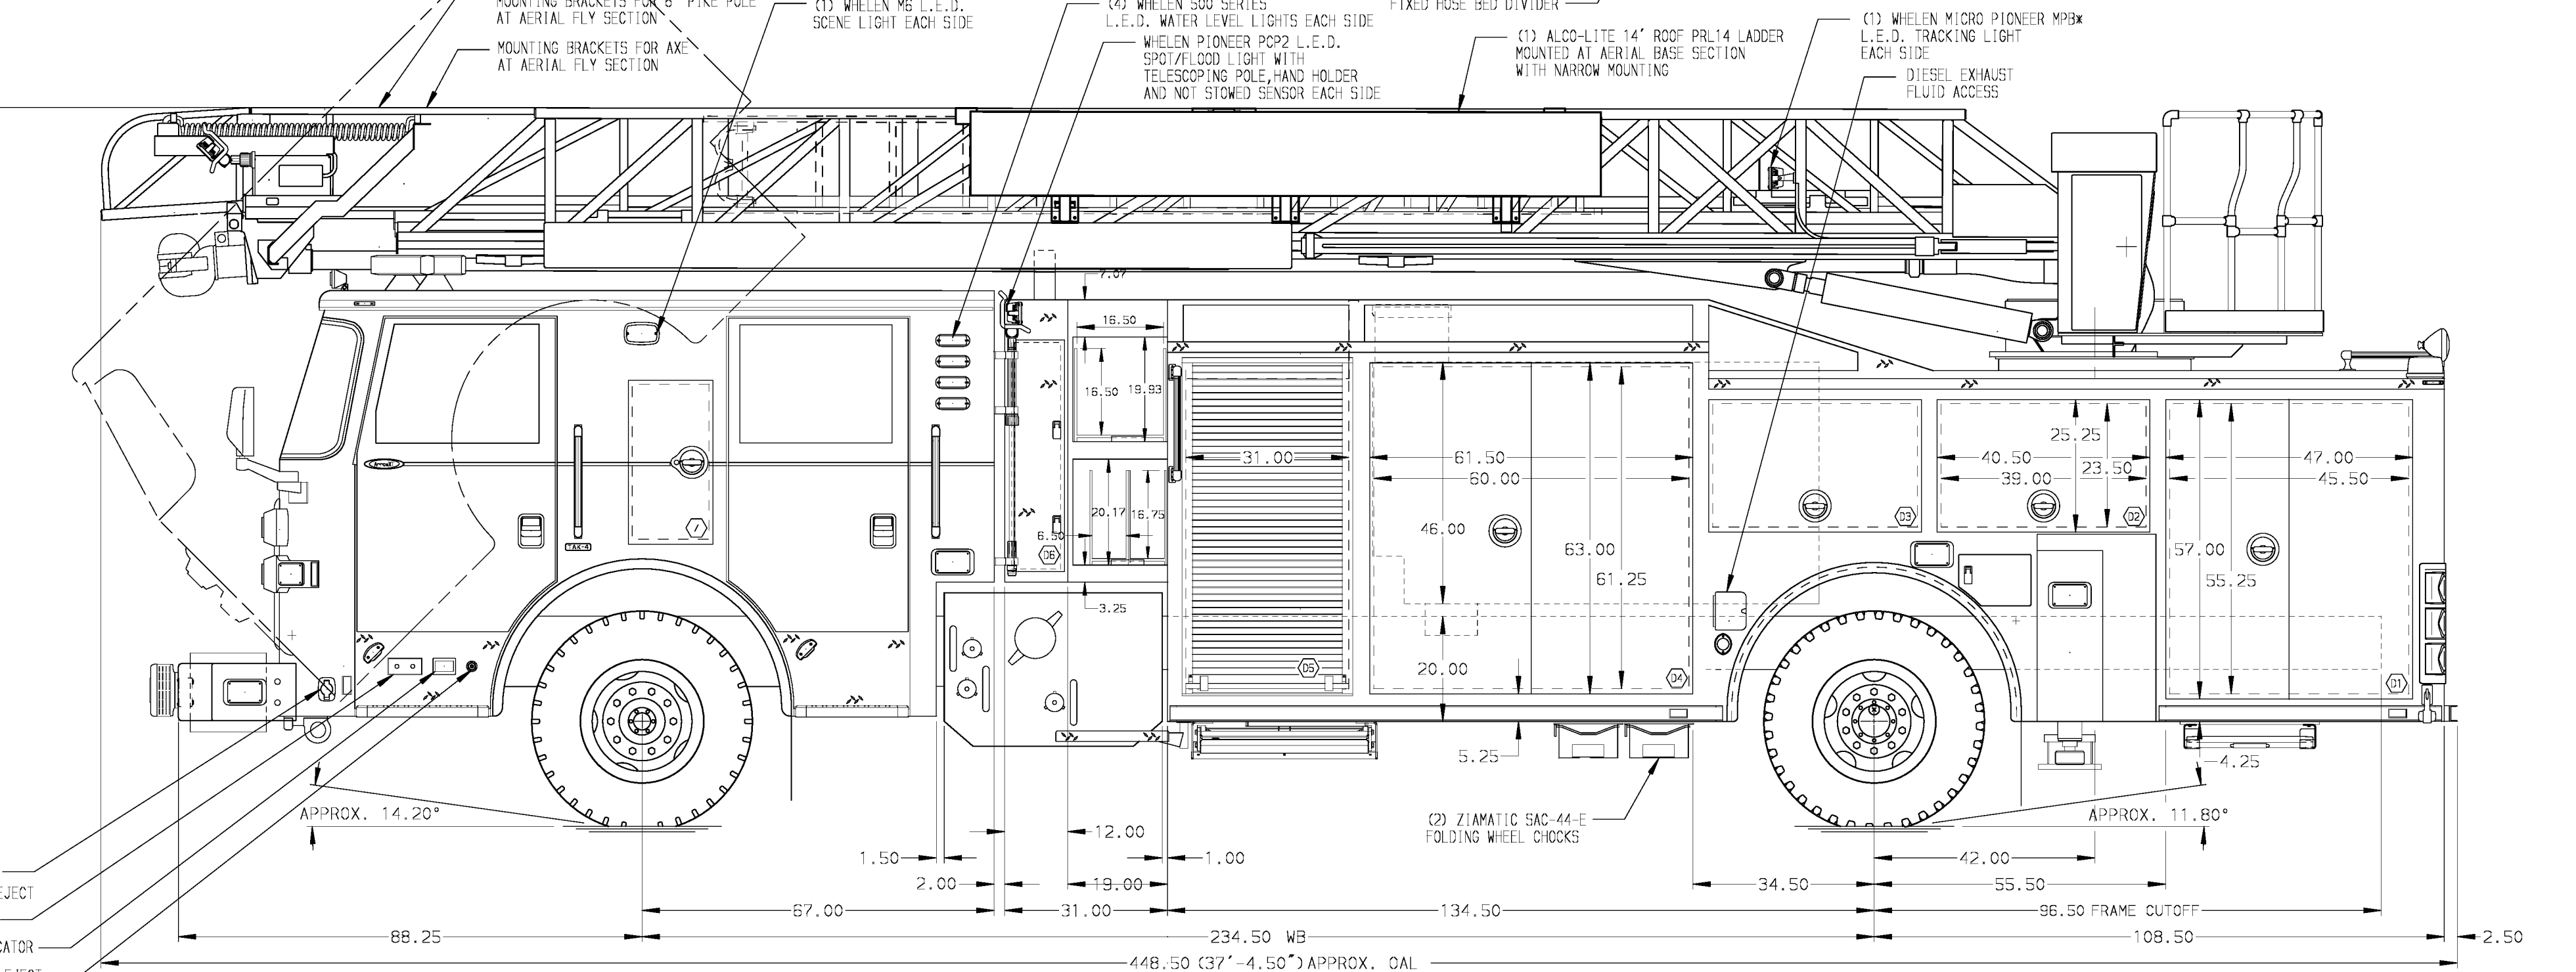 MOUNTING BRACKETS FOR 8' PIKE POLE
AT AERIAL FLY SECTION
MOUNTING BRACKETS FOR AXE
AT AERIAL FLY SECTION
(1) WHELEN M6 L.E.D.
SCENE LIGHT EACH SIDE
(4) WHELEN 500 SERIES
L.E.D. WATER LEVEL LIGHTS EACH SIDE
WHELEN PIONEER PCP2 L.E.D.
SPOT/FLOOD LIGHT WITH
TELESCOPING POLE,HAND HOLDER
AND NOT STOWED SENSOR EACH SIDE
FIXED HOSE BED DIVIDER
(1) ALCO-LITE 14' ROOF PRL14 LADDER
MOUNTED AT AERIAL BASE SECTION
WITH NARROW MOUNTING
(1) WHELEN MICRO PIONEER MPB*
L.E.D. TRACKING LIGHT
EACH SIDE
DIESEL EXHAUST
FLUID ACCESS
7.07
16.50
16.50
19.93
25.25
31.00
61.50
40.50
47.00
23.50
60.00
39.00
45.50
20.17
16.75
D3
D2
46.00
6.50
TAK-4
D6
63.00
57.00
61.25
55.25
3.25
D5
20.00
D4
D1
5.25
4.25
APPROX. 14.20°
(2) ZIAMATIC SAC-44-E
FOLDING WHEEL CHOCKS
APPROX. 11.80°
12.00
1.50
1.00
42.00
2.00
19.00
34.50
55.50
EJECT
67.00
31.00
134.50
96.50 FRAME CUTOFF
88.25
234.50 WB
108.50
2.50
CATOR
448.50 (37'-4.50") APPROX. OAL
EJECT